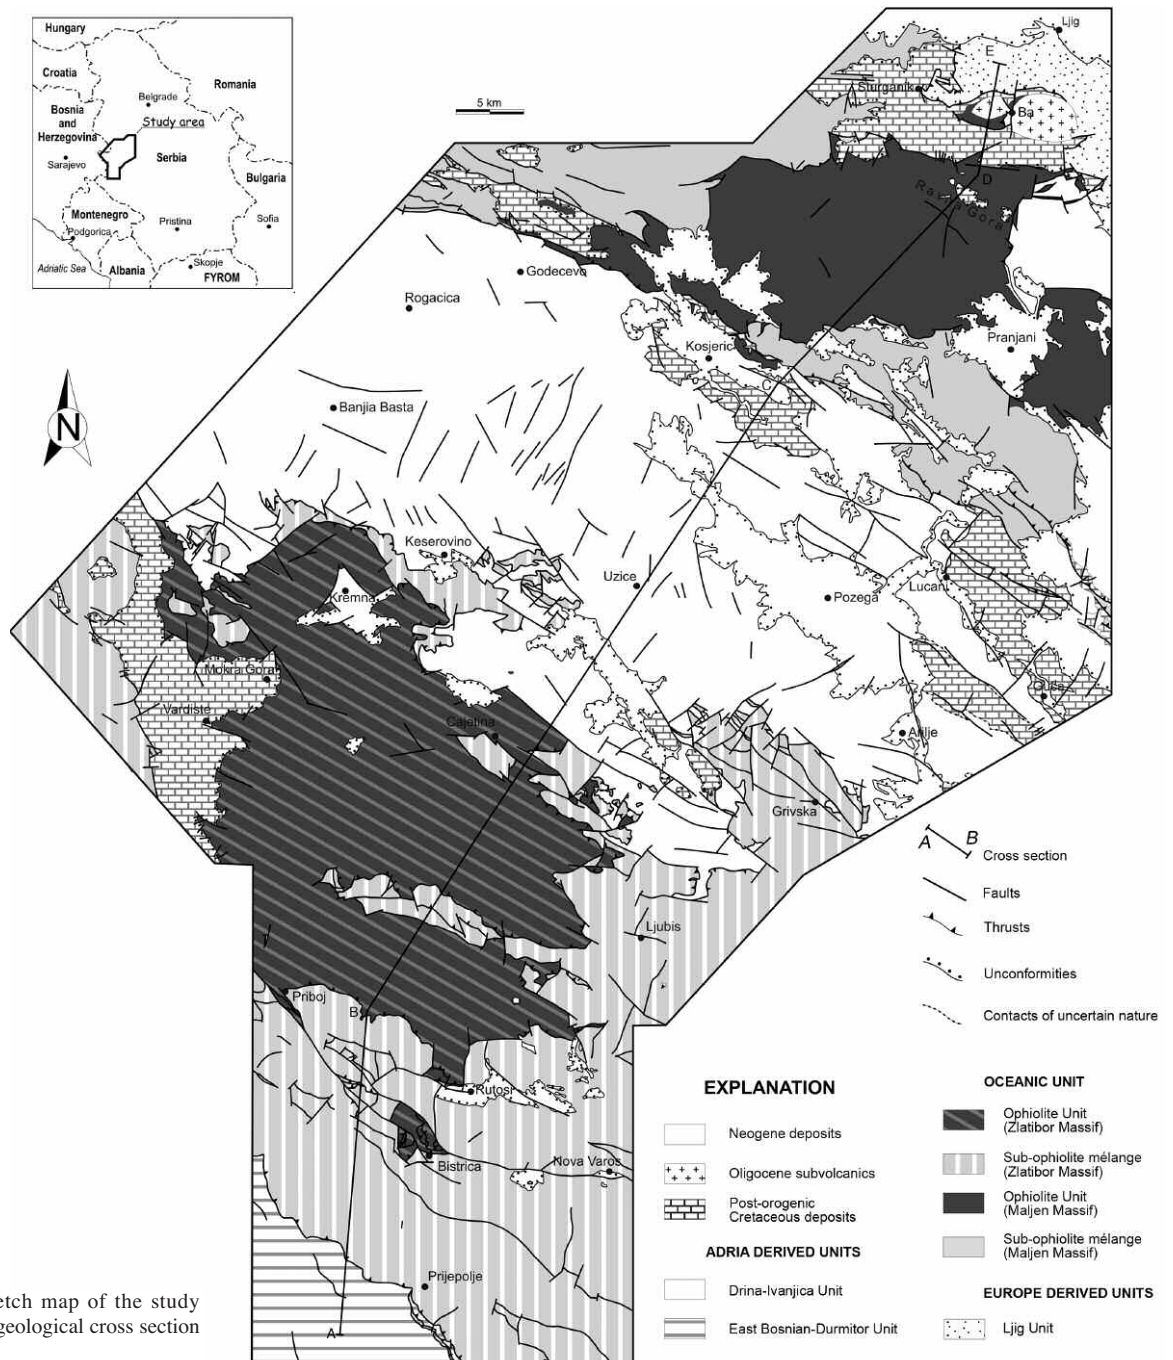 Hungary
Croatia
Romania
Belgrade
Bosnia
and
Herzegovina
Study area
Sarajevo
Serbia
Bulgaria
Montenegro
Pristina
Sofia
Podgorica
Adriatic Sea
Albania
Skopje
FYROM
5 km
Ljig
E
Struganik
Ba
D
Ravna Gora
Godecevo
Rogacica
Kosjeric
Pranjani
C
N
Banjia Basta
Keserovino
Kremna
Uzice
Pozega
Lucani
Mokra Gora
Guča
Vardiste
Cajetina
Arilje
Grivska
A B
Cross section
Faults
Thrusts
Unconformities
Contacts of uncertain nature
Ljubis
Priboj
B
Rutosi
Bistrica
Nova Varos
Prijepolje
A
EXPLANATION
Neogene deposits
Oligocene subvolcanics
Post-orogenic
Cretaceous deposits
ADRIA DERIVED UNITS
Drina-Ivanjica Unit
East Bosnian-Durmitor Unit
OCEANIC UNIT
Ophiolite Unit
(Zlatibor Massif)
Sub-ophiolite mélange
(Zlatibor Massif)
Ophiolite Unit
(Maljen Massif)
Sub-ophiolite mélange
(Maljen Massif)
EUROPE DERIVED UNITS
Ljig Unit
etch map of the study
geological cross section